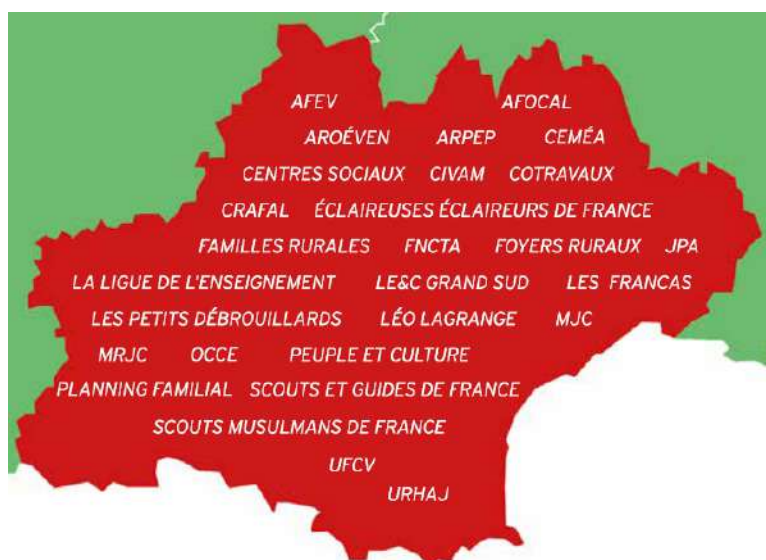 AFEV AFOCAL
AROÉVEN ARPEP CEMÉA
CENTRES SOCIAUX CIVAM COTRAVAUX
CRAFAL ÉCLAIREUSES ÉCLAIREURS DE FRANCE
FAMILLES RURALES FNCTA FOYERS RURAUX JPA
LA LIGUE DE L'ENSEIGNEMENT LE&C GRAND SUD LES FRANCAS
LES PETITS DÉBROUILLARDS LÉO LAGRANGE MJC
MRJC OCCE PEUPLE ET CULTURE
PLANNING FAMILIAL SCOUTS ET GUIDES DE FRANCE
SCOUTS MUSULMANS DE FRANCE
UFCV
URHAJ